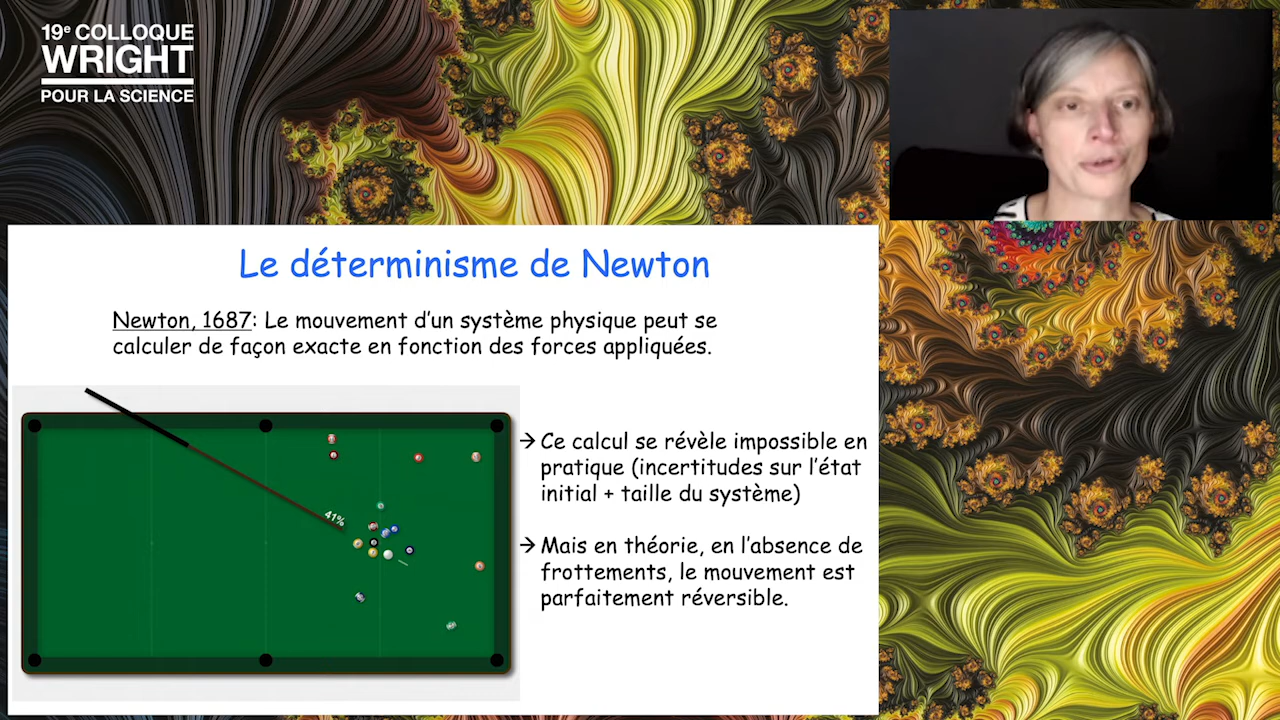 19e COLLOQUE
WRIGHT
POUR LA SCIENCE
Le déterminisme de Newton
Newton, 1687: Le mouvement d'un système physique peut se
calculer de façon exacte en fonction des forces appliquées.
41%
→ Ce calcul se révèle impossible en
pratique (incertitudes sur l'état
initial + taille du système)
→ Mais en théorie, en l'absence de
frottements, le mouvement est
parfaitement réversible.